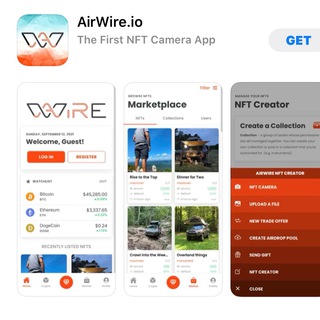 AirWire.io
The First NFT Camera App
GET
WIRE
SUNDAY, SEPTEMBER 12, 2021
Welcome, Guest!
LOG IN
REGISTER
WATCHLIST
Bitcoin
BTC
$45,285.00
Ethereum
ETH
$3,337.65
DogeCoin
DOGE
$0.24
RECENTLY LISTED NFTS
BROWSE NFTS
Filter
Marketplace
NFTs
Collections
Users
Rise to the Top
Dinner for Two
Crawl into the Wee...
Overland things
MANAGE YOUR NFTS
NFT Creator
Create a Collection
AIRWIRE NFT CREATOR
NFT CAMERA
UPLOAD A FILE
NEW TRADE OFFER
CREATE AIRDROP POOL
SEND GIFT
NFT CREATOR
CLOSE